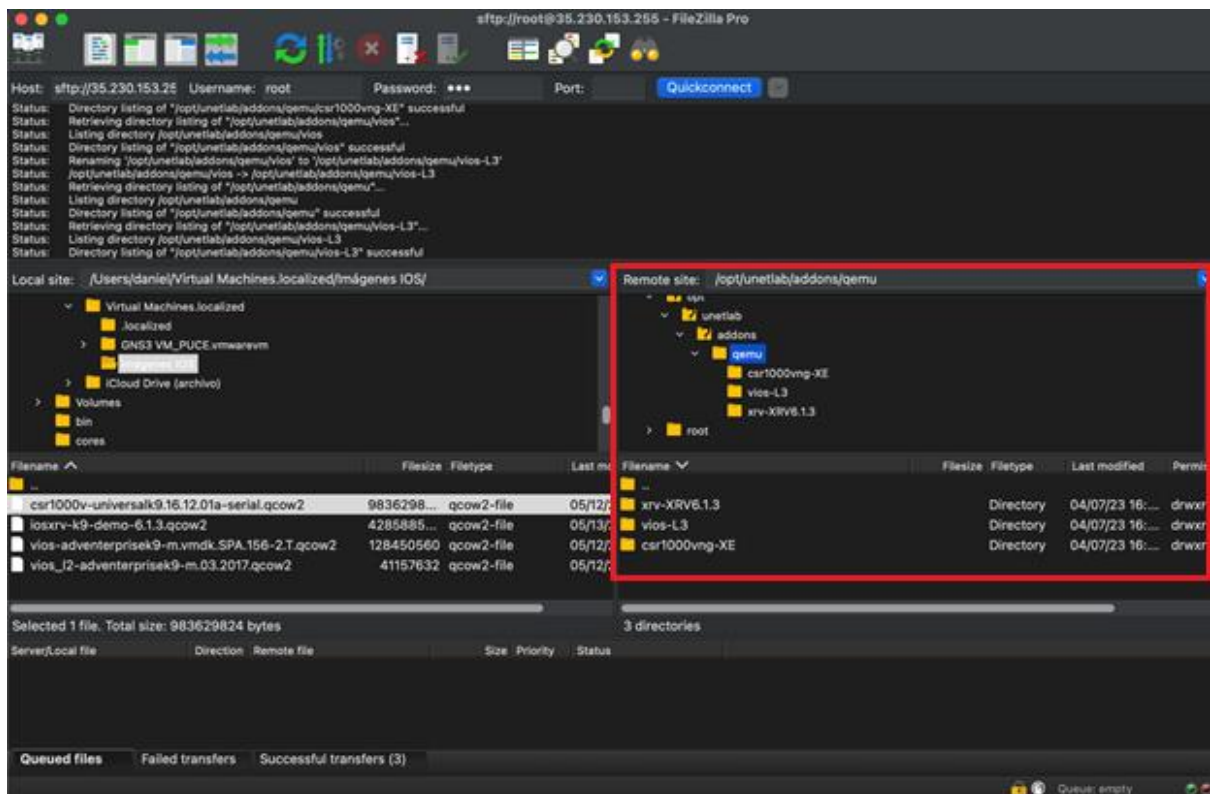 sftp://root@35.230.153.255 - FileZilla Pro
Host: sftp://35.230.153.25 Username: root Password: ••• Port: Quickconnect
Status: Directory listing of "/opt/unetlab/addons/qemu/csr1000vng-XE" successful
Status: Retrieving directory listing of "/opt/unetlab/addons/qemu/vios"...
Status: Listing directory /opt/unetlab/addons/qemu/vios
Status: Directory listing of "/opt/unetlab/addons/qemu/vios" successful
Status: Renaming '/opt/unetlab/addons/qemu/vios' to '/opt/unetlab/addons/qemu/vios-L3'
Status: /opt/unetlab/addons/qemu/vios -> /opt/unetlab/addons/qemu/vios-L3
Status: Retrieving directory listing of "/opt/unetlab/addons/qemu"...
Status: Listing directory /opt/unetlab/addons/qemu
Status: Directory listing of "/opt/unetlab/addons/qemu" successful
Status: Retrieving directory listing of "/opt/unetlab/addons/qemu/vios-L3"...
Status: Listing directory /opt/unetlab/addons/qemu/vios-L3
Status: Directory listing of "/opt/unetlab/addons/qemu/vios-L3" successful
Local site: /Users/daniel/Virtual Machines.localized/Imágenes IOS/
Virtual Machines.localized
.localized
GNS3 VM_PUCE.vmwarevm
iCloud Drive (archivo)
Volumes
bin
cores
Filename Filesize Filetype Last mo
..
csr1000v-universalk9.16.12.01a-serial.qcow2 9836298... qcow2-file 05/12/
iosxrv-k9-demo-6.1.3.qcow2 4285885... qcow2-file 05/13/
vios-adventerprisek9-m.vmdk.SPA.156-2.T.qcow2 128450560 qcow2-file 05/12/
vios_l2-adventerprisek9-m.03.2017.qcow2 41157632 qcow2-file 05/12/
Selected 1 file. Total size: 983629824 bytes
Remote site: /opt/unetlab/addons/qemu
opt
unetlab
addons
qemu
csr1000vng-XE
vios-L3
xrv-XRV6.1.3
root
Filename Filesize Filetype Last modified Permis
..
xrv-XRV6.1.3 Directory 04/07/23 16:... drwxr
vios-L3 Directory 04/07/23 16:... drwxr
csr1000vng-XE Directory 04/07/23 16:... drwxr
3 directories
Server/Local file Direction Remote file Size Priority Status
Queued files Failed transfers Successful transfers (3)
Queue: empty